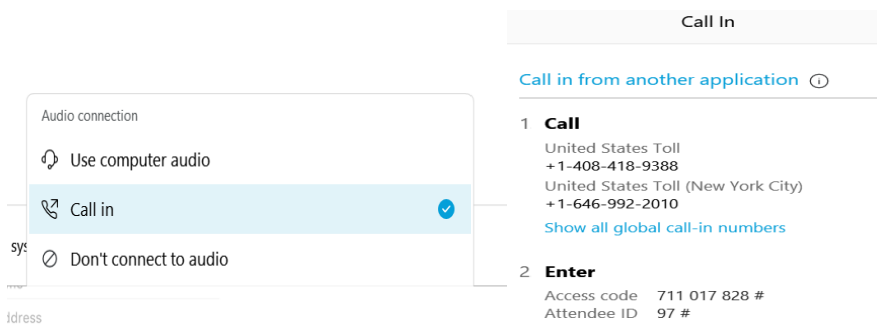 Audio connection
Use computer audio
Call in
sys
Don't connect to audio
ddress
Call In
Call in from another application
1 Call
United States Toll
+1-408-418-9388
United States Toll (New York City)
+1-646-992-2010
Show all global call-in numbers
2 Enter
Access code 711 017 828 #
Attendee ID 97 #